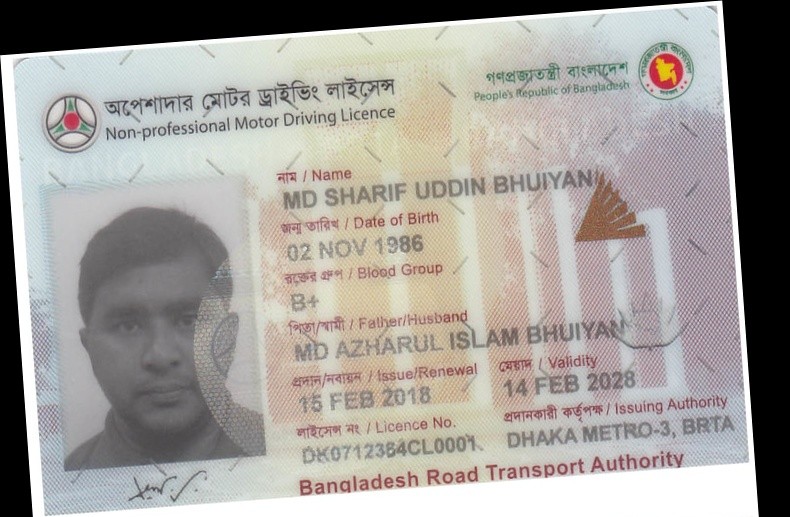 অপেশাদার মোটর ড্রাইভিং লাইসেন্স
Non-professional Motor Driving Licence
গণপ্রজাতন্ত্রী বাংলাদেশ
People's Republic of Bangladesh
নাম / Name
MD SHARIF UDDIN BHUIYAN
জন্ম তারিখ / Date of Birth
02 NOV 1986
রক্তের গ্রুপ / Blood Group
B+
পিতা/স্বামী / Father/Husband
MD AZHARUL ISLAM BHUIYAN
প্রদান/নবায়ন / Issue/Renewal
মেয়াদ / Validity
15 FEB 2018
14 FEB 2028
লাইসেন্স নং / Licence No.
প্রদানকারী কর্তৃপক্ষ / Issuing Authority
DK0712354CL0001
DHAKA METRO-3, BRTA
Bangladesh Road Transport Authority